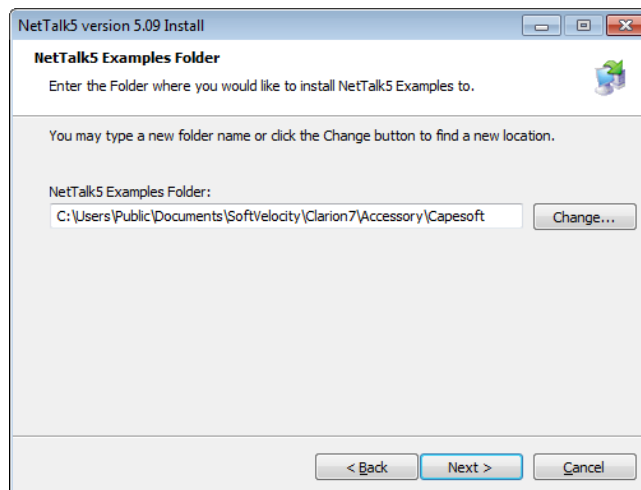 NetTalk5 version 5.09 Install
NetTalk5 Examples Folder
Enter the Folder where you would like to install NetTalk5 Examples to.
You may type a new folder name or click the Change button to find a new location.
NetTalk5 Examples Folder:
C:\Users\Public\Documents\SoftVelocity\Clarion7\Accessory\Capesoft
Change...
< Back
Next >
Cancel